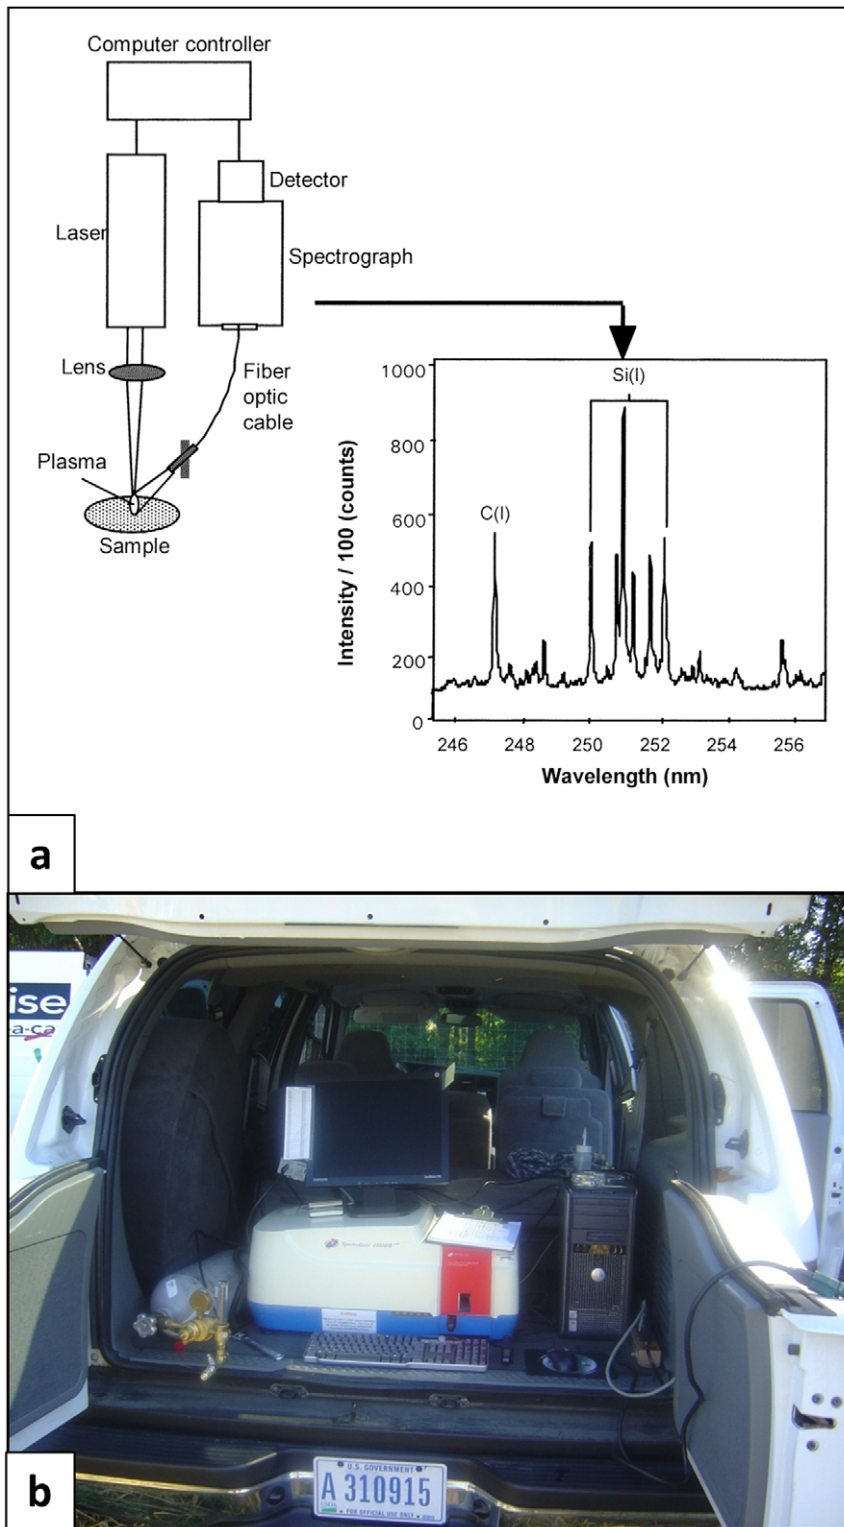 Computer controller
Detector
Laser
Spectrograph
Lens
Fiber
optic
cable
Plasma
Sample
Si(I)
C(I)
1000
800
600
400
200
0
Intensity / 100 (counts)
246 248 250 252 254 256
Wavelength (nm)
a
ise
a-ca
U.S. GOVERNMENT
A 310915
FOR OFFICIAL USE ONLY
b